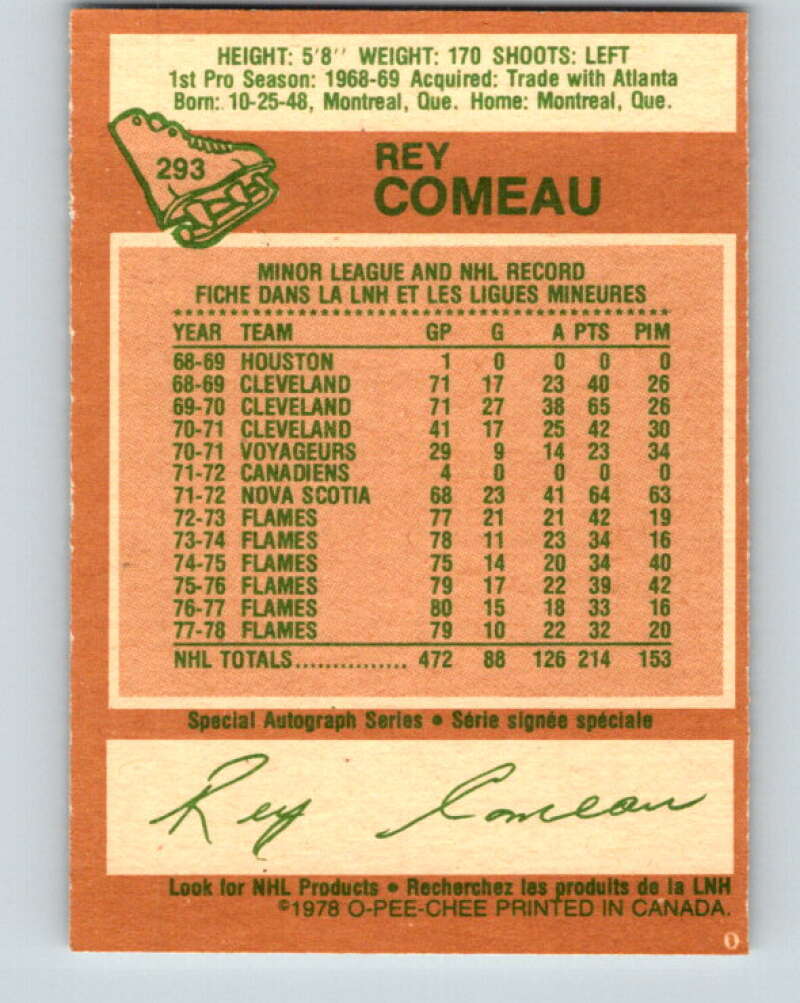 HEIGHT: 5'8'' WEIGHT: 170 SHOOTS: LEFT
1st Pro Season: 1968-69 Acquired: Trade with Atlanta
Born: 10-25-48, Montreal, Que. Home: Montreal, Que.
293
REY
COMEAU
MINOR LEAGUE AND NHL RECORD
FICHE DANS LA LNH ET LES LIGUES MINEURES
YEAR TEAM GP G A PTS PIM
68-69 HOUSTON 1 0 0 0 0
68-69 CLEVELAND 71 17 23 40 26
69-70 CLEVELAND 71 27 38 65 26
70-71 CLEVELAND 41 17 25 42 30
70-71 VOYAGEURS 29 9 14 23 34
71-72 CANADIENS 4 0 0 0 0
71-72 NOVA SCOTIA 68 23 41 64 63
72-73 FLAMES 77 21 21 42 19
73-74 FLAMES 78 11 23 34 16
74-75 FLAMES 75 14 20 34 40
75-76 FLAMES 79 17 22 39 42
76-77 FLAMES 80 15 18 33 16
77-78 FLAMES 79 10 22 32 20
NHL TOTALS............... 472 88 126 214 153
Special Autograph Series • Série signée spéciale
Rey Comeau
Look for NHL Products • Recherchez les produits de la LNH
©1978 O-PEE-CHEE PRINTED IN CANADA.
O